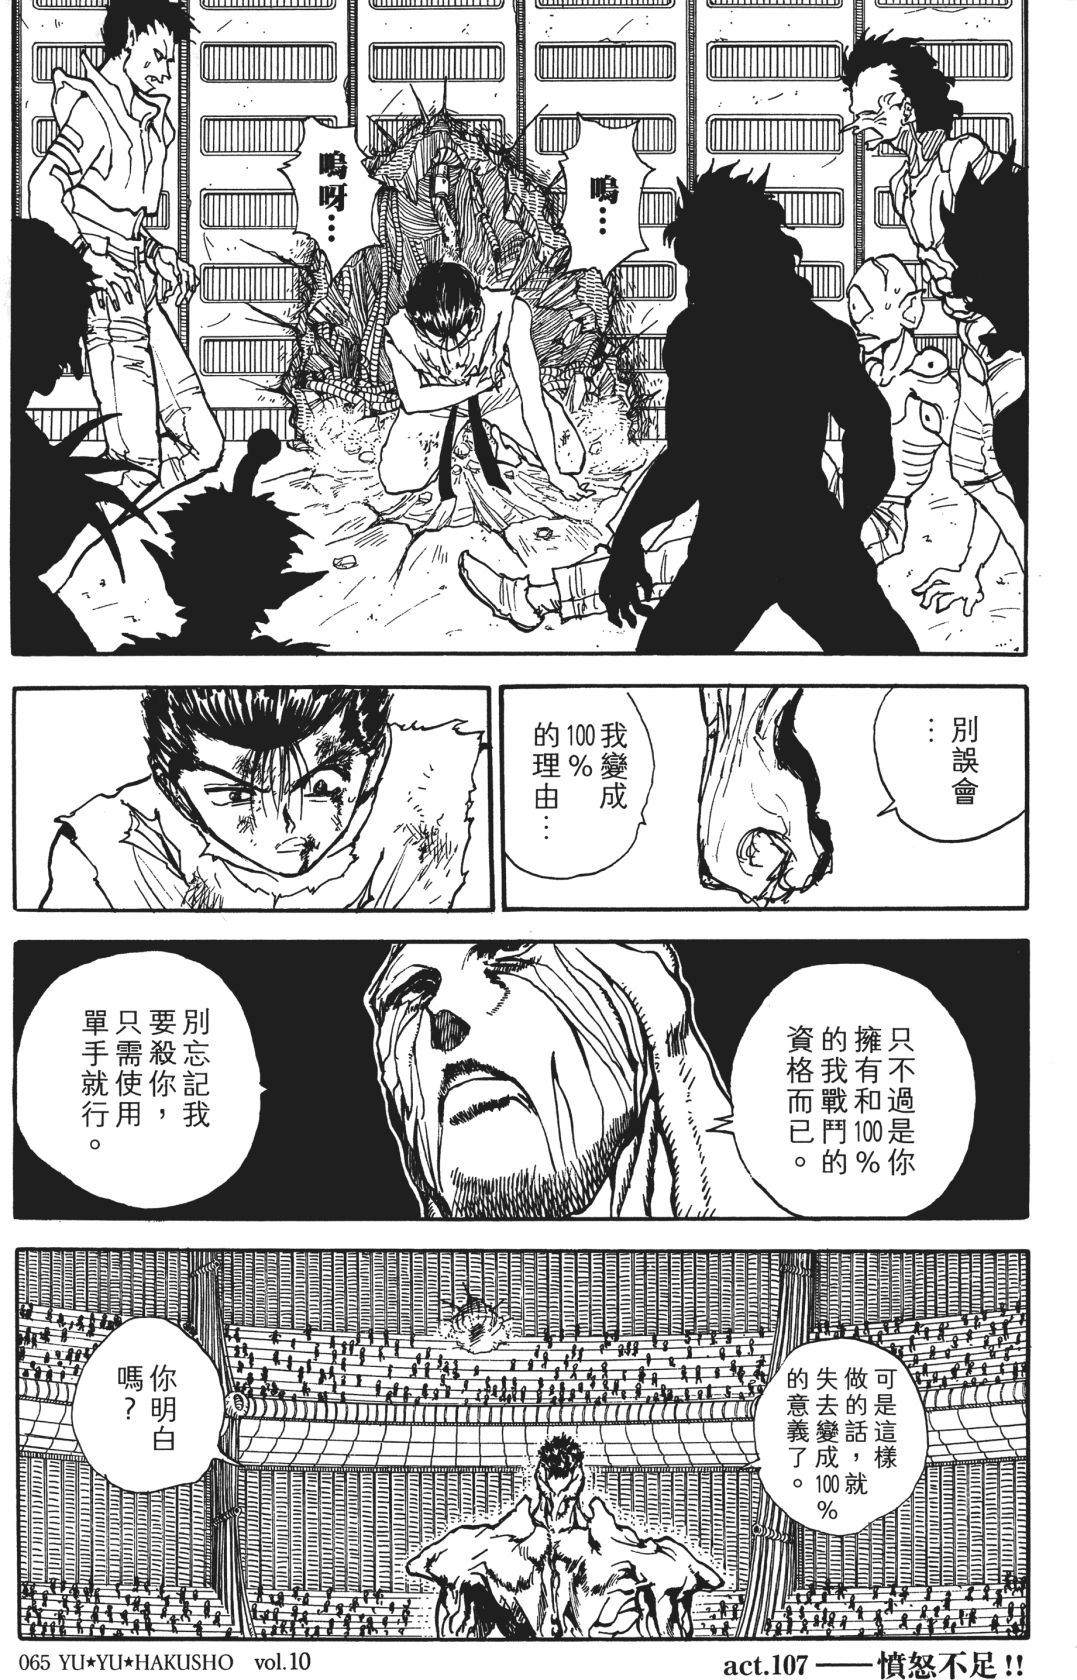 嗚…
嗚呀…
別誤會
…
我變成
100%
的理由…
只不過是你
擁有和100%
的我戰鬥的
資格而已。
別忘記我
要殺你，
只需使用
單手就行。
可是這樣
做的話，就
失去變成100%
的意義了。
你明白
嗎？
065 YU★YU★HAKUSHO vol.10
act.107——憤怒不足!!